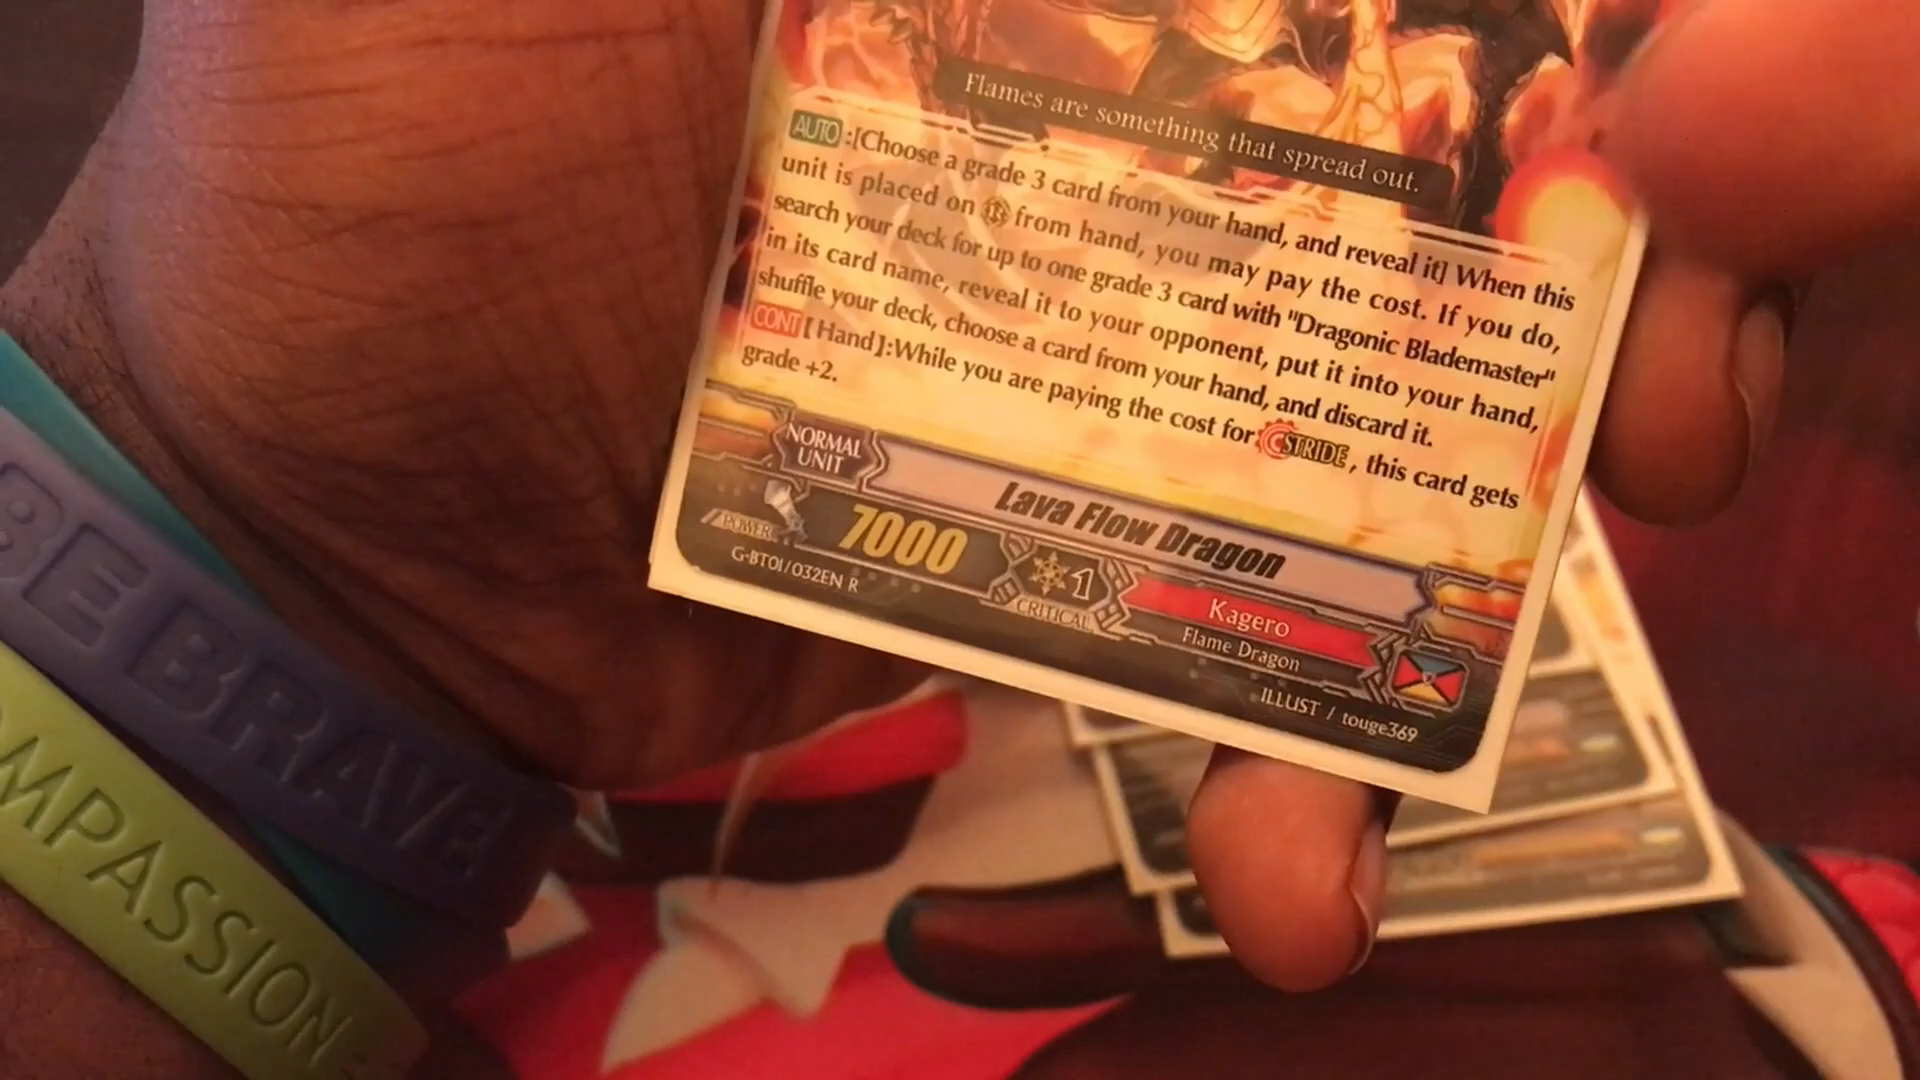 Flames are something that spread out.
AUTO:[Choose a grade 3 card from your hand, and reveal it] When this
unit is placed on R from hand, you may pay the cost. If you do,
search your deck for up to one grade 3 card with "Dragonic Blademaster"
in its card name, reveal it to your opponent, put it into your hand,
shuffle your deck, choose a card from your hand, and discard it.
CONT[Hand]:While you are paying the cost for STRIDE, this card gets
grade +2.
NORMAL
UNIT
Lava Flow Dragon
POWER
7000
1
CRITICAL
Kagero
Flame Dragon
G-BT01/032EN R
ILLUST / touge369
BE BRAVE
OMPASSION